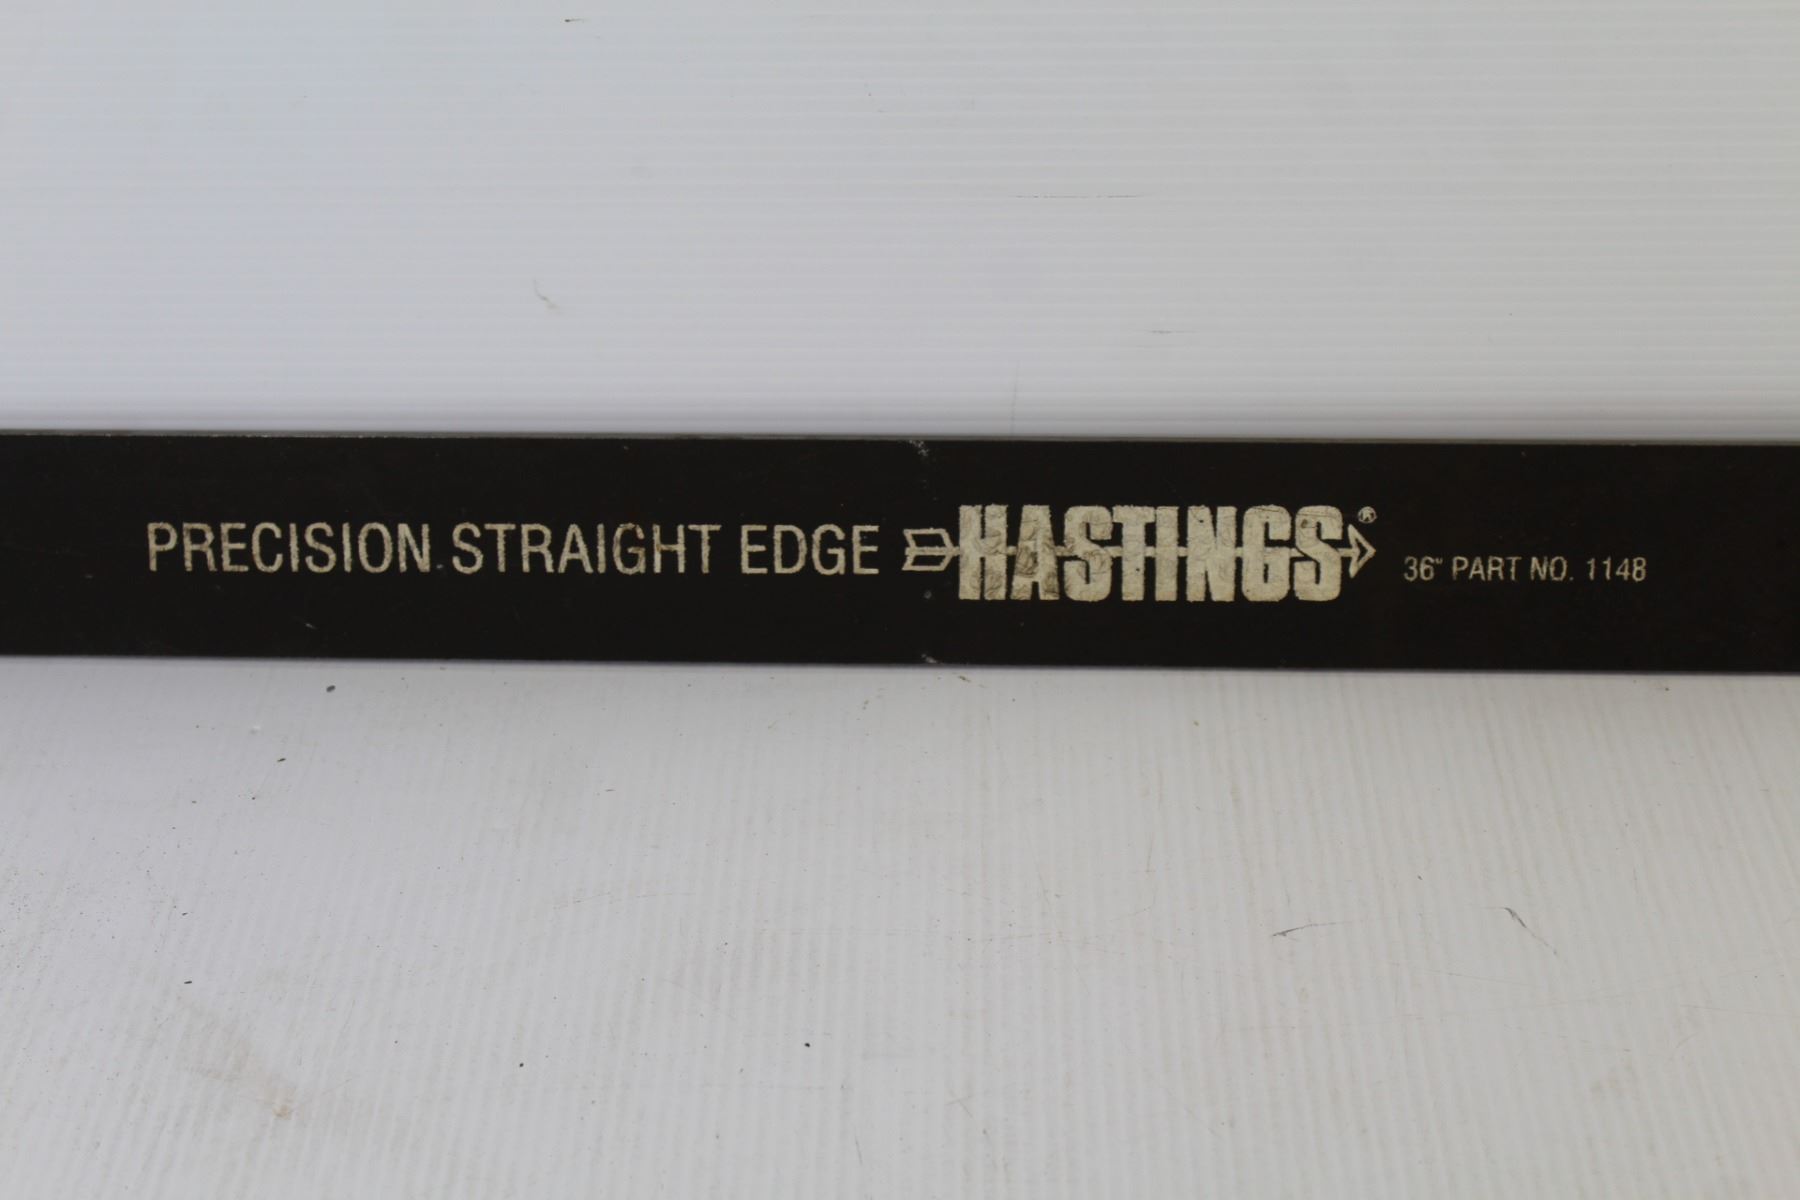 PRECISION STRAIGHT EDGE HASTINGS® 36" PART NO. 1148